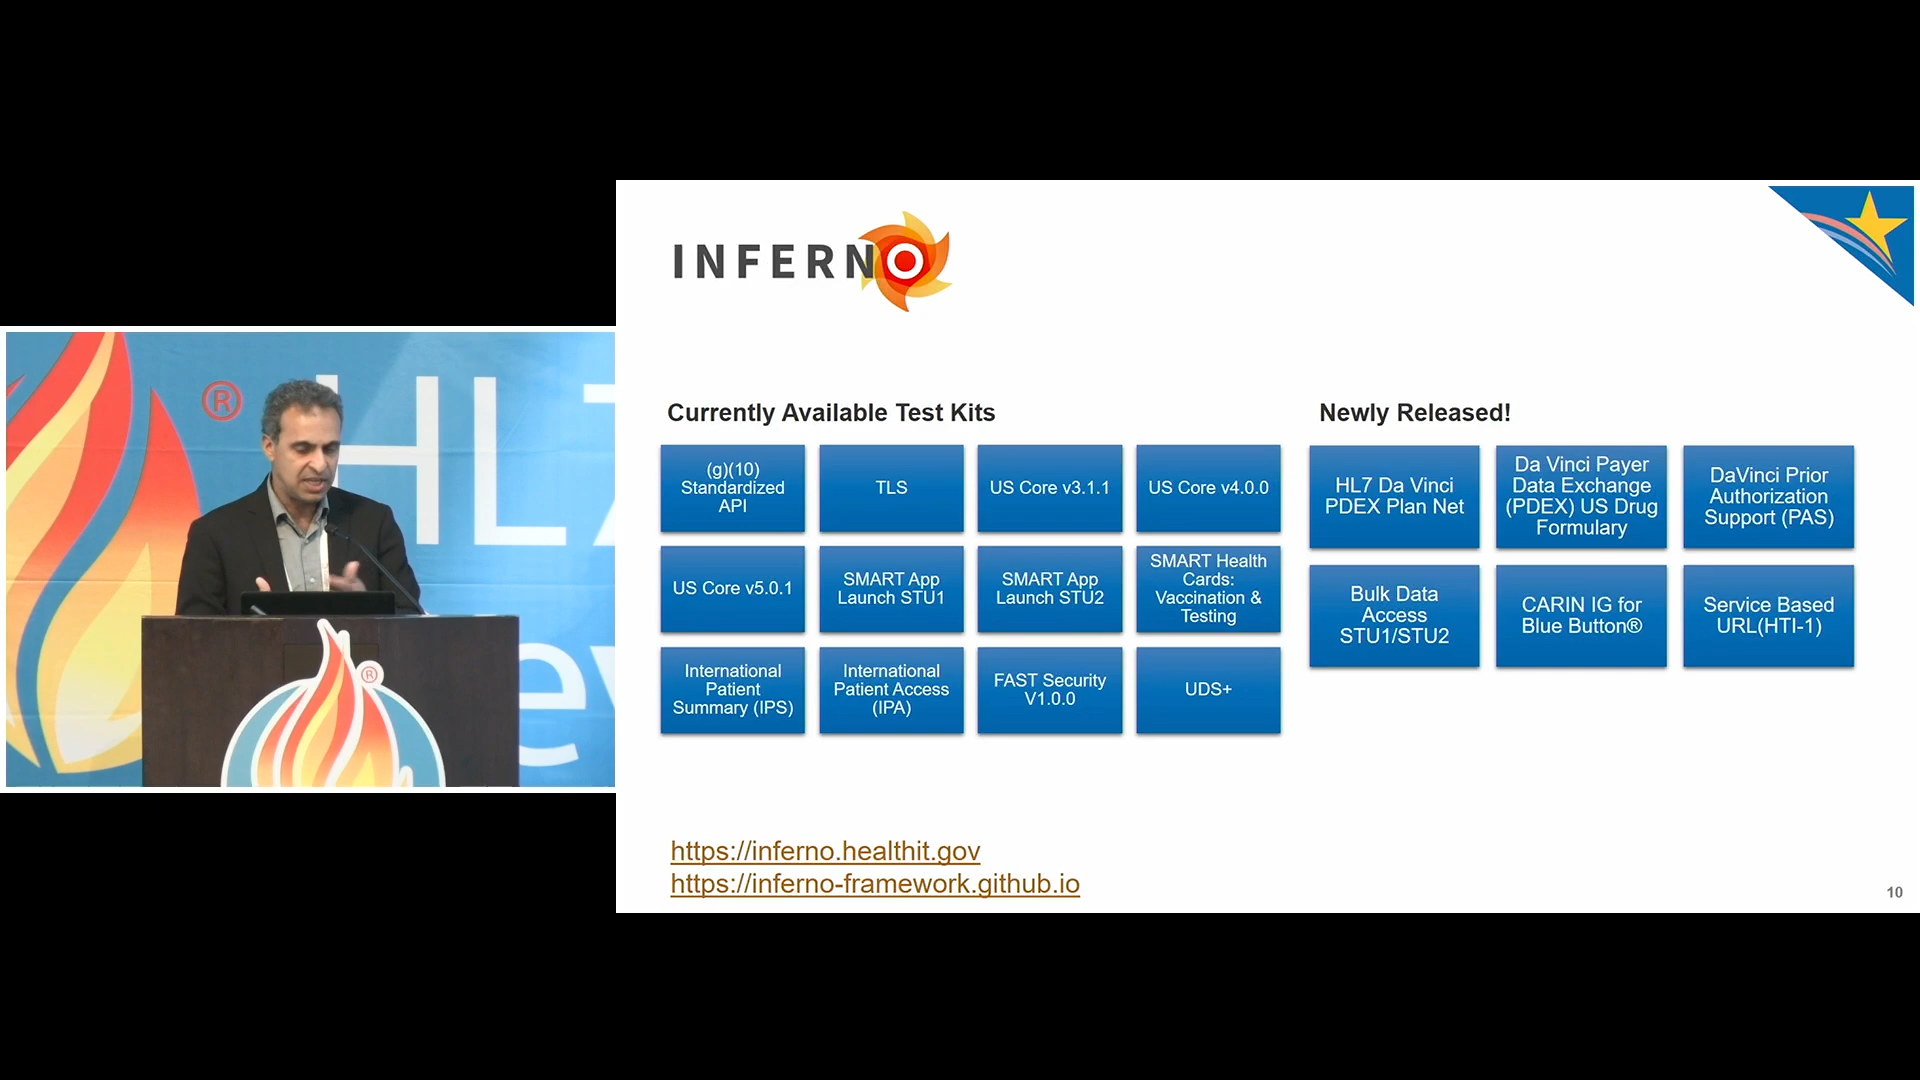 ®
HL7
®
INFERNO
Currently Available Test Kits
(g)(10)
Standardized
API
TLS
US Core v3.1.1
US Core v4.0.0
US Core v5.0.1
SMART App
Launch STU1
SMART App
Launch STU2
SMART Health
Cards:
Vaccination &
Testing
International
Patient
Summary (IPS)
International
Patient Access
(IPA)
FAST Security
V1.0.0
UDS+
Newly Released!
HL7 Da Vinci
PDEX Plan Net
Da Vinci Payer
Data Exchange
(PDEX) US Drug
Formulary
DaVinci Prior
Authorization
Support (PAS)
Bulk Data
Access
STU1/STU2
CARIN IG for
Blue Button®
Service Based
URL(HTI-1)
https://inferno.healthit.gov
https://inferno-framework.github.io
10